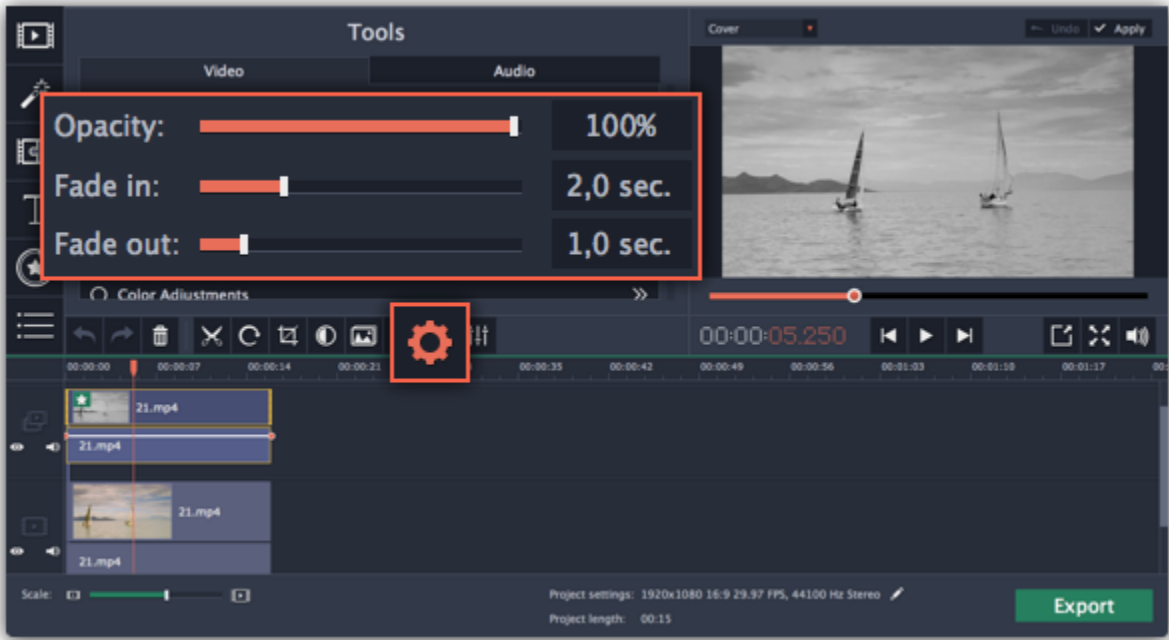 Tools
Cover
Undo
Apply
Video
Audio
Opacity:
100%
Fade in:
2,0 sec.
Fade out:
1,0 sec.
Color Adjustments
00:00:05.250
00:00:00 00:00:07 00:00:14 00:00:21 00:00:35 00:00:42 00:00:49 00:00:56 00:01:03 00:01:10 00:01:17
21.mp4
21.mp4
21.mp4
21.mp4
Scale:
Project settings: 1920x1080 16:9 29.97 FPS, 44100 Hz Stereo
Project length: 00:15
Export